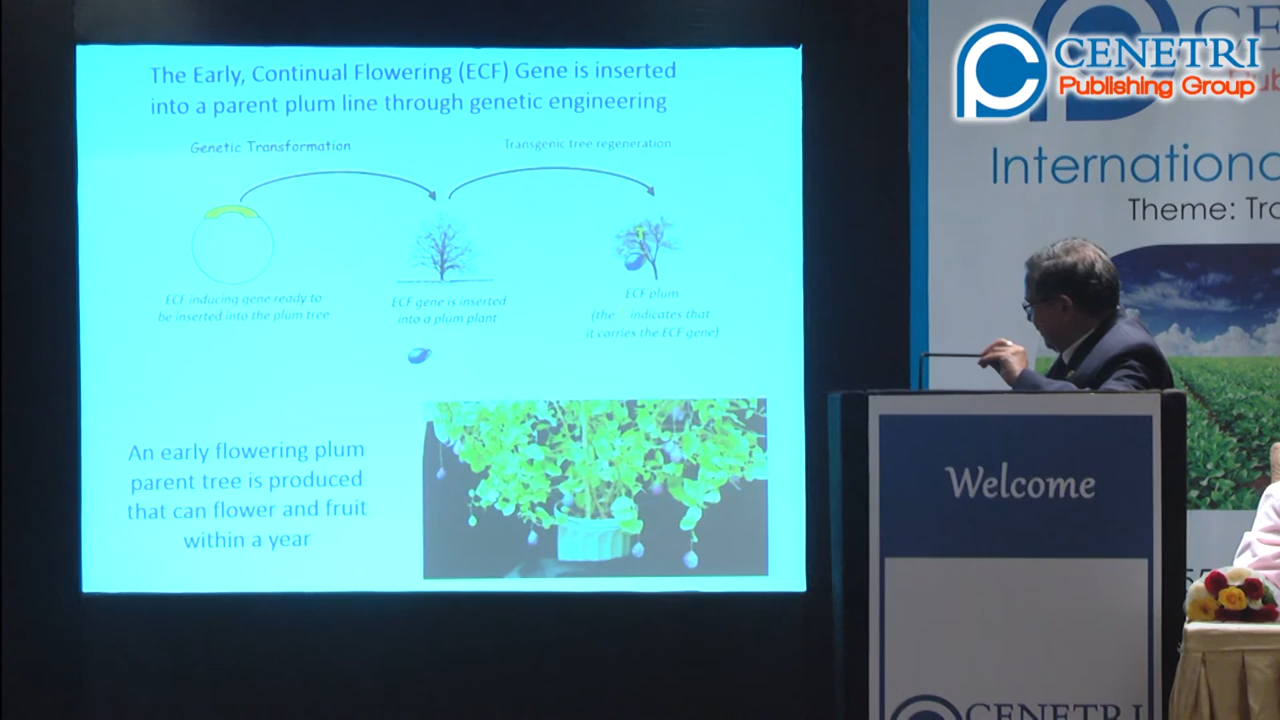 The Early, Continual Flowering (ECF) Gene is inserted
into a parent plum line through genetic engineering
Genetic Transformation
Transgenic tree regeneration
ECF inducing gene ready to
be inserted into the plum tree
ECF gene is inserted
into a plum plant
ECF plum
(the indicates that
it carries the ECF gene)
An early flowering plum
parent tree is produced
that can flower and fruit
within a year
CENETRI
Publishing Group
Internationa
Theme: Tra
Welcome
CENETRI